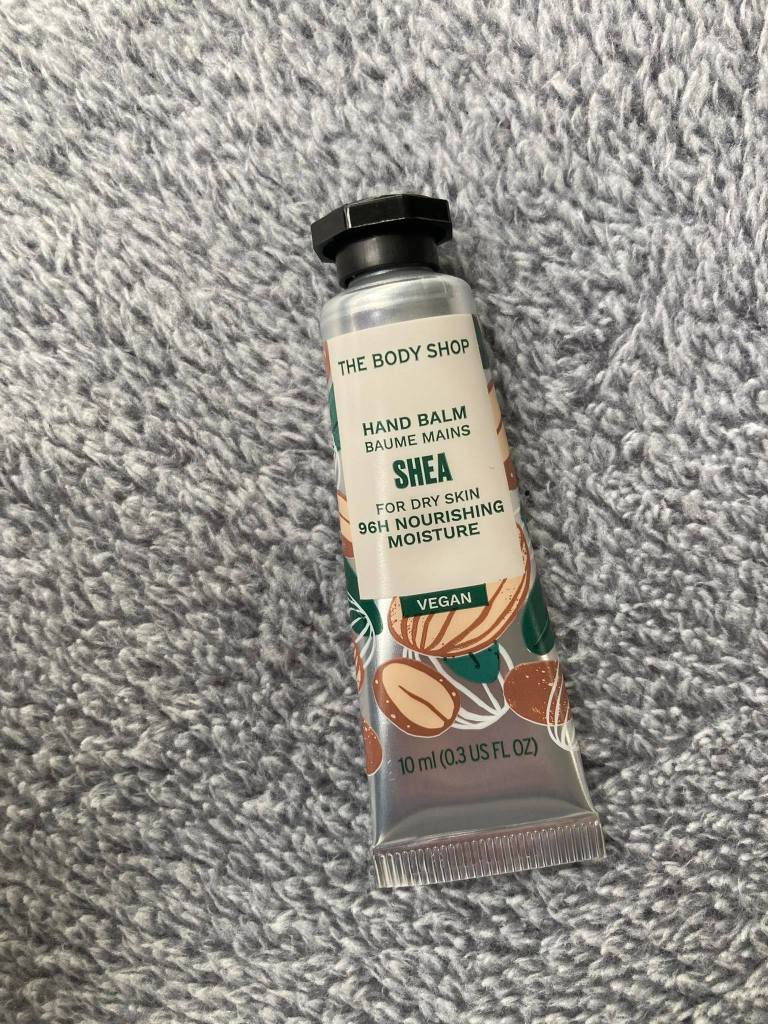 THE BODY SHOP
HAND BALM
BAUME MAINS
SHEA
FOR DRY SKIN
96H NOURISHING
MOISTURE
VEGAN
10 ml (0.3 US FL OZ)